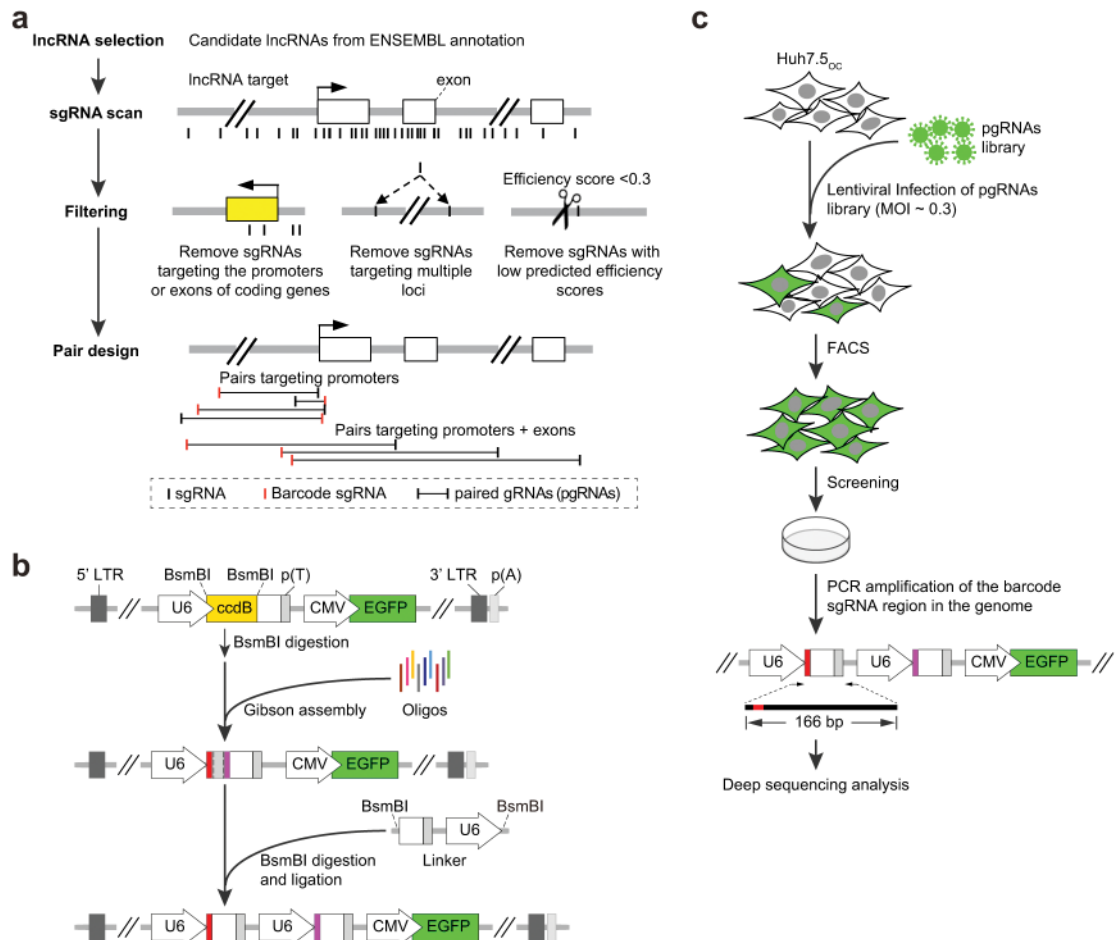 a
lncRNA selection
Candidate lncRNAs from ENSEMBL annotation
lncRNA target
exon
sgRNA scan
Efficiency score <0.3
Filtering
Remove sgRNAs
targeting the promoters
or exons of coding genes
Remove sgRNAs
targeting multiple
loci
Remove sgRNAs with
low predicted efficiency
scores
Pair design
Pairs targeting promoters
Pairs targeting promoters + exons
sgRNA
Barcode sgRNA
paired gRNAs (pgRNAs)
b
5' LTR
BsmBI
BsmBI
p(T)
3' LTR
p(A)
U6
ccdB
CMV
EGFP
BsmBI digestion
Gibson assembly
Oligos
U6
CMV
EGFP
BsmBI
BsmBI
U6
BsmBI digestion
and ligation
Linker
U6
U6
CMV
EGFP
c
Huh7.5OC
pgRNAs
library
Lentiviral Infection of pgRNAs
library (MOI ~ 0.3)
FACS
Screening
PCR amplification of the barcode
sgRNA region in the genome
U6
U6
CMV
EGFP
166 bp
Deep sequencing analysis